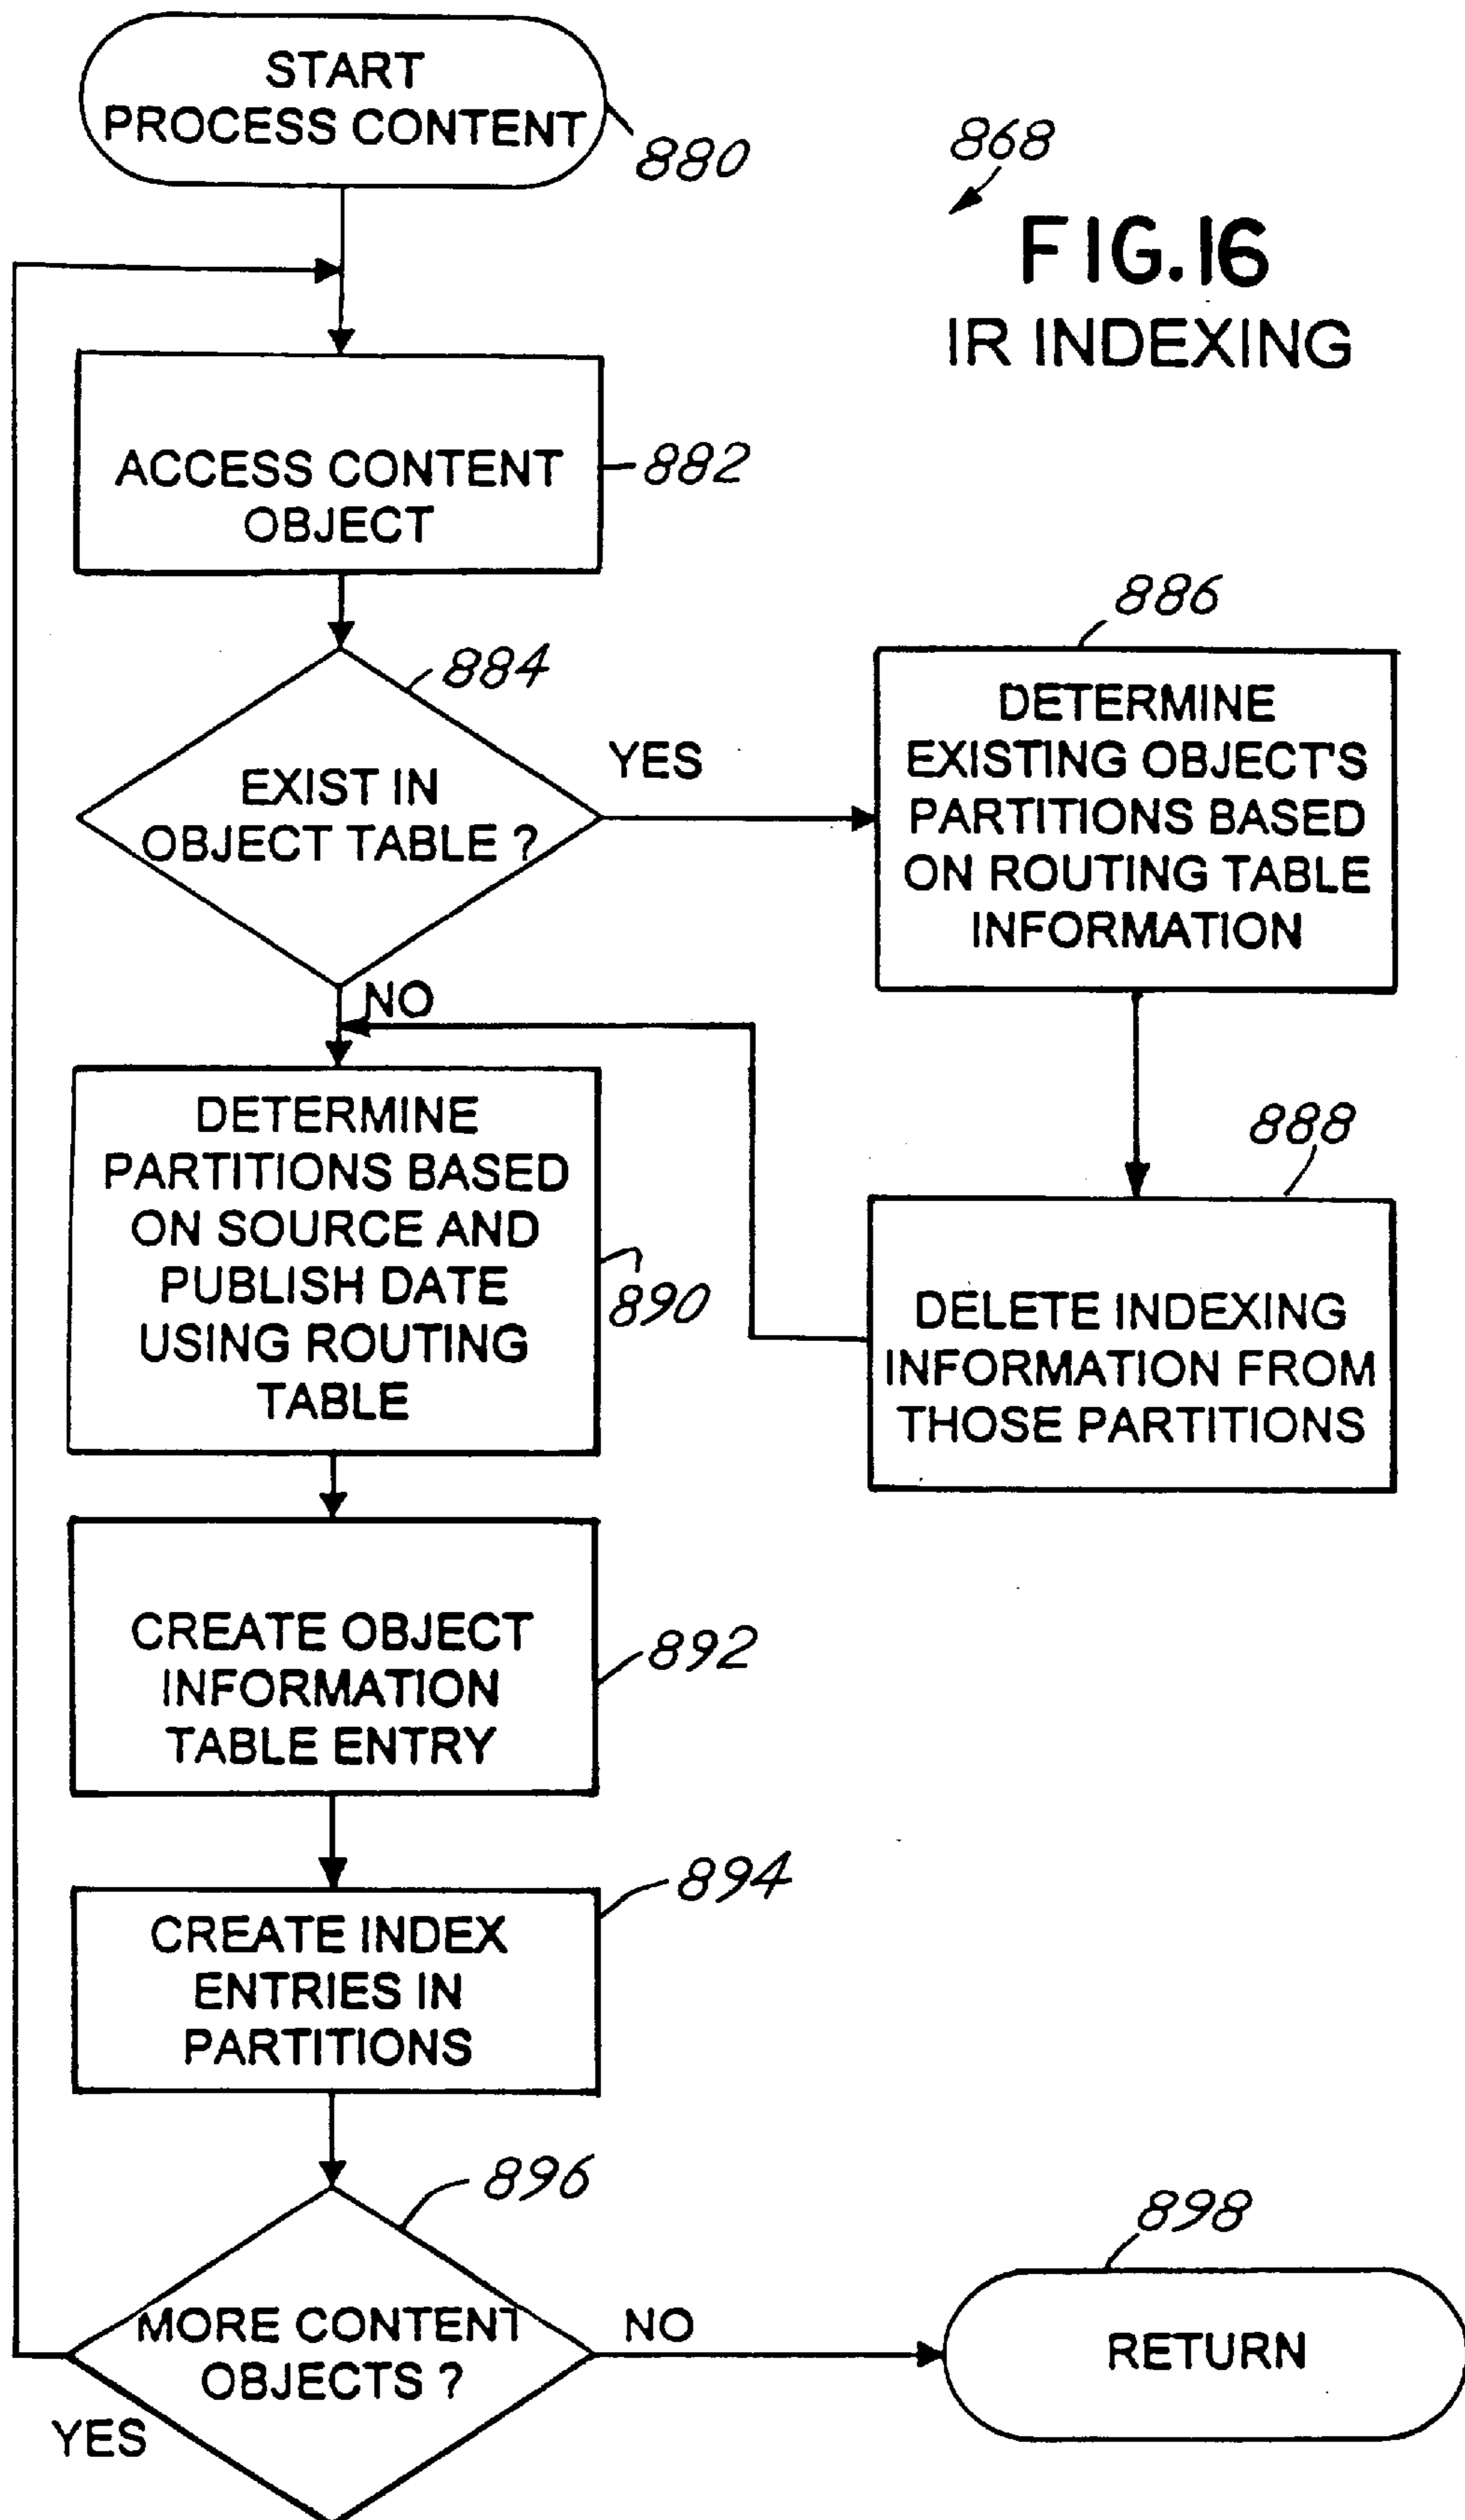 START
PROCESS CONTENT
880
868
FIG.16
IR INDEXING
ACCESS CONTENT
OBJECT
882
884
EXIST IN
OBJECT TABLE ?
YES
NO
886
DETERMINE
EXISTING OBJECT'S
PARTITIONS BASED
ON ROUTING TABLE
INFORMATION
888
DELETE INDEXING
INFORMATION FROM
THOSE PARTITIONS
DETERMINE
PARTITIONS BASED
ON SOURCE AND
PUBLISH DATE
USING ROUTING
TABLE
890
CREATE OBJECT
INFORMATION
TABLE ENTRY
892
894
CREATE INDEX
ENTRIES IN
PARTITIONS
896
MORE CONTENT
OBJECTS ?
YES
NO
898
RETURN